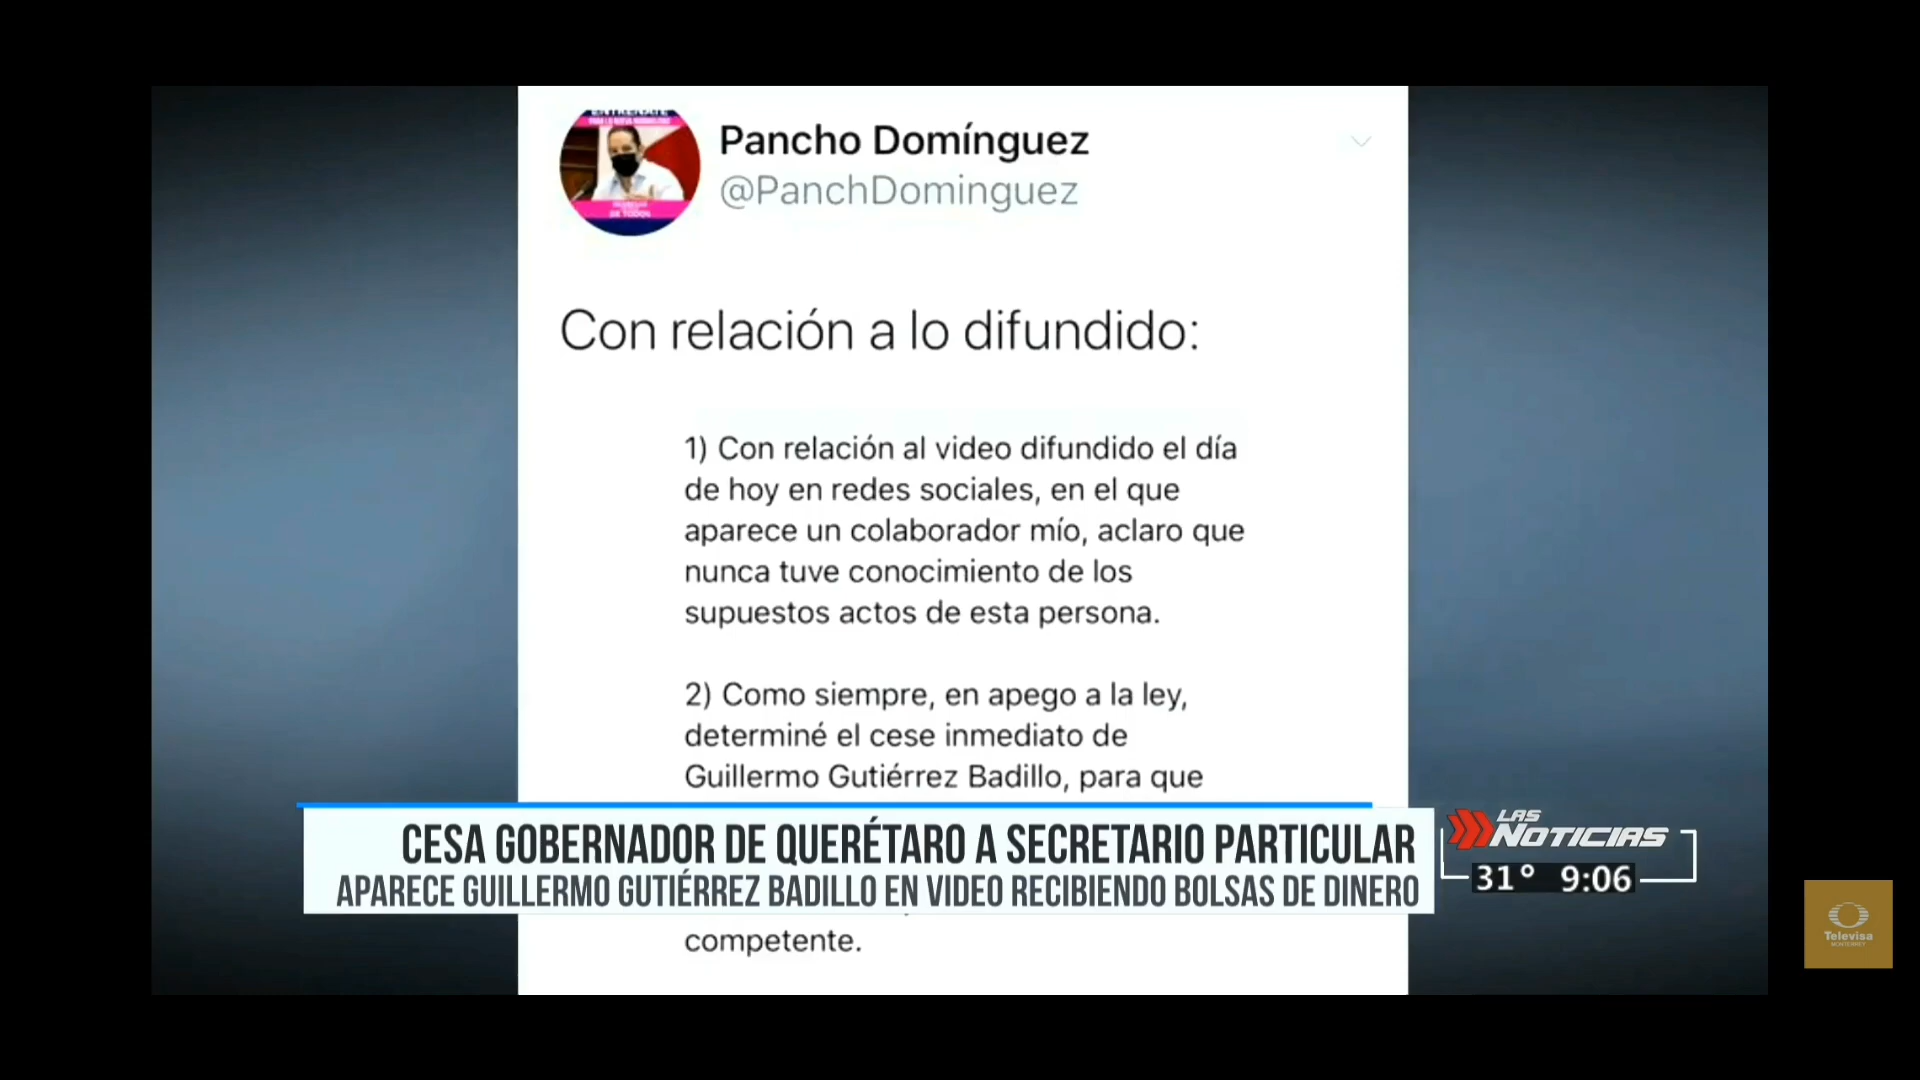 Pancho Domínguez
@PanchDominguez
Con relación a lo difundido:
1) Con relación al video difundido el día
de hoy en redes sociales, en el que
aparece un colaborador mío, aclaro que
nunca tuve conocimiento de los
supuestos actos de esta persona.
2) Como siempre, en apego a la ley,
determiné el cese inmediato de
Guillermo Gutiérrez Badillo, para que
CESA GOBERNADOR DE QUERÉTARO A SECRETARIO PARTICULAR
APARECE GUILLERMO GUTIÉRREZ BADILLO EN VIDEO RECIBIENDO BOLSAS DE DINERO
LAS
NOTICIAS
31° 9:06
competente.
Televisa
MONTERREY